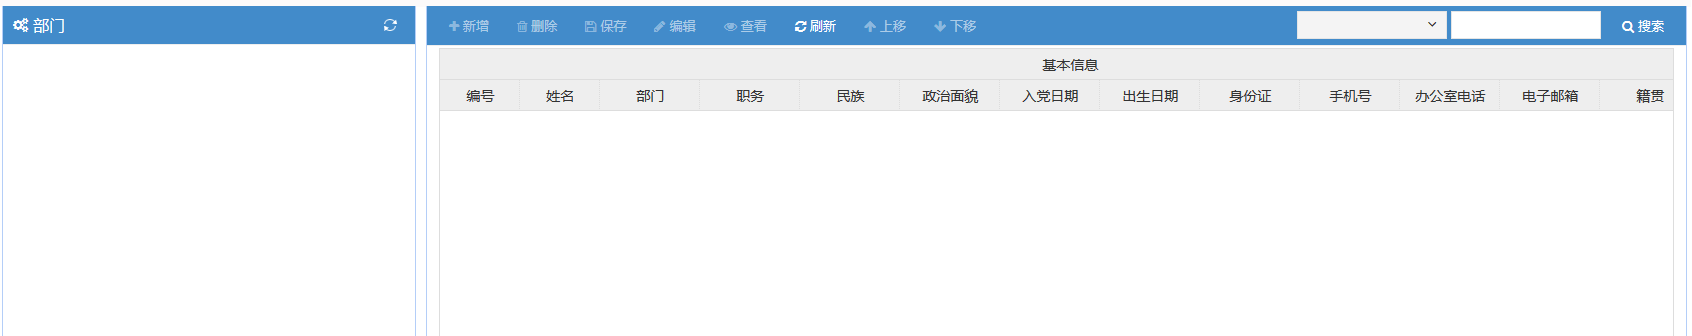 部门
新增 删除 保存 编辑 查看 刷新 上移 下移 搜索
基本信息
编号 姓名 部门 职务 民族 政治面貌 入党日期 出生日期 身份证 手机号 办公室电话 电子邮箱 籍贯